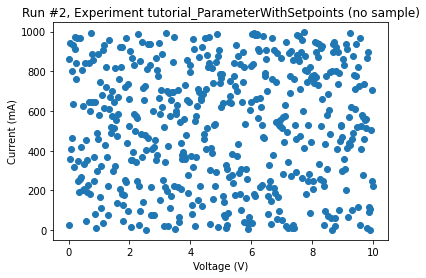 Run #2, Experiment tutorial_ParameterWithSetpoints (no sample)
1000
800
600
400
200
0
Current (mA)
0 2 4 6 8 10
Voltage (V)